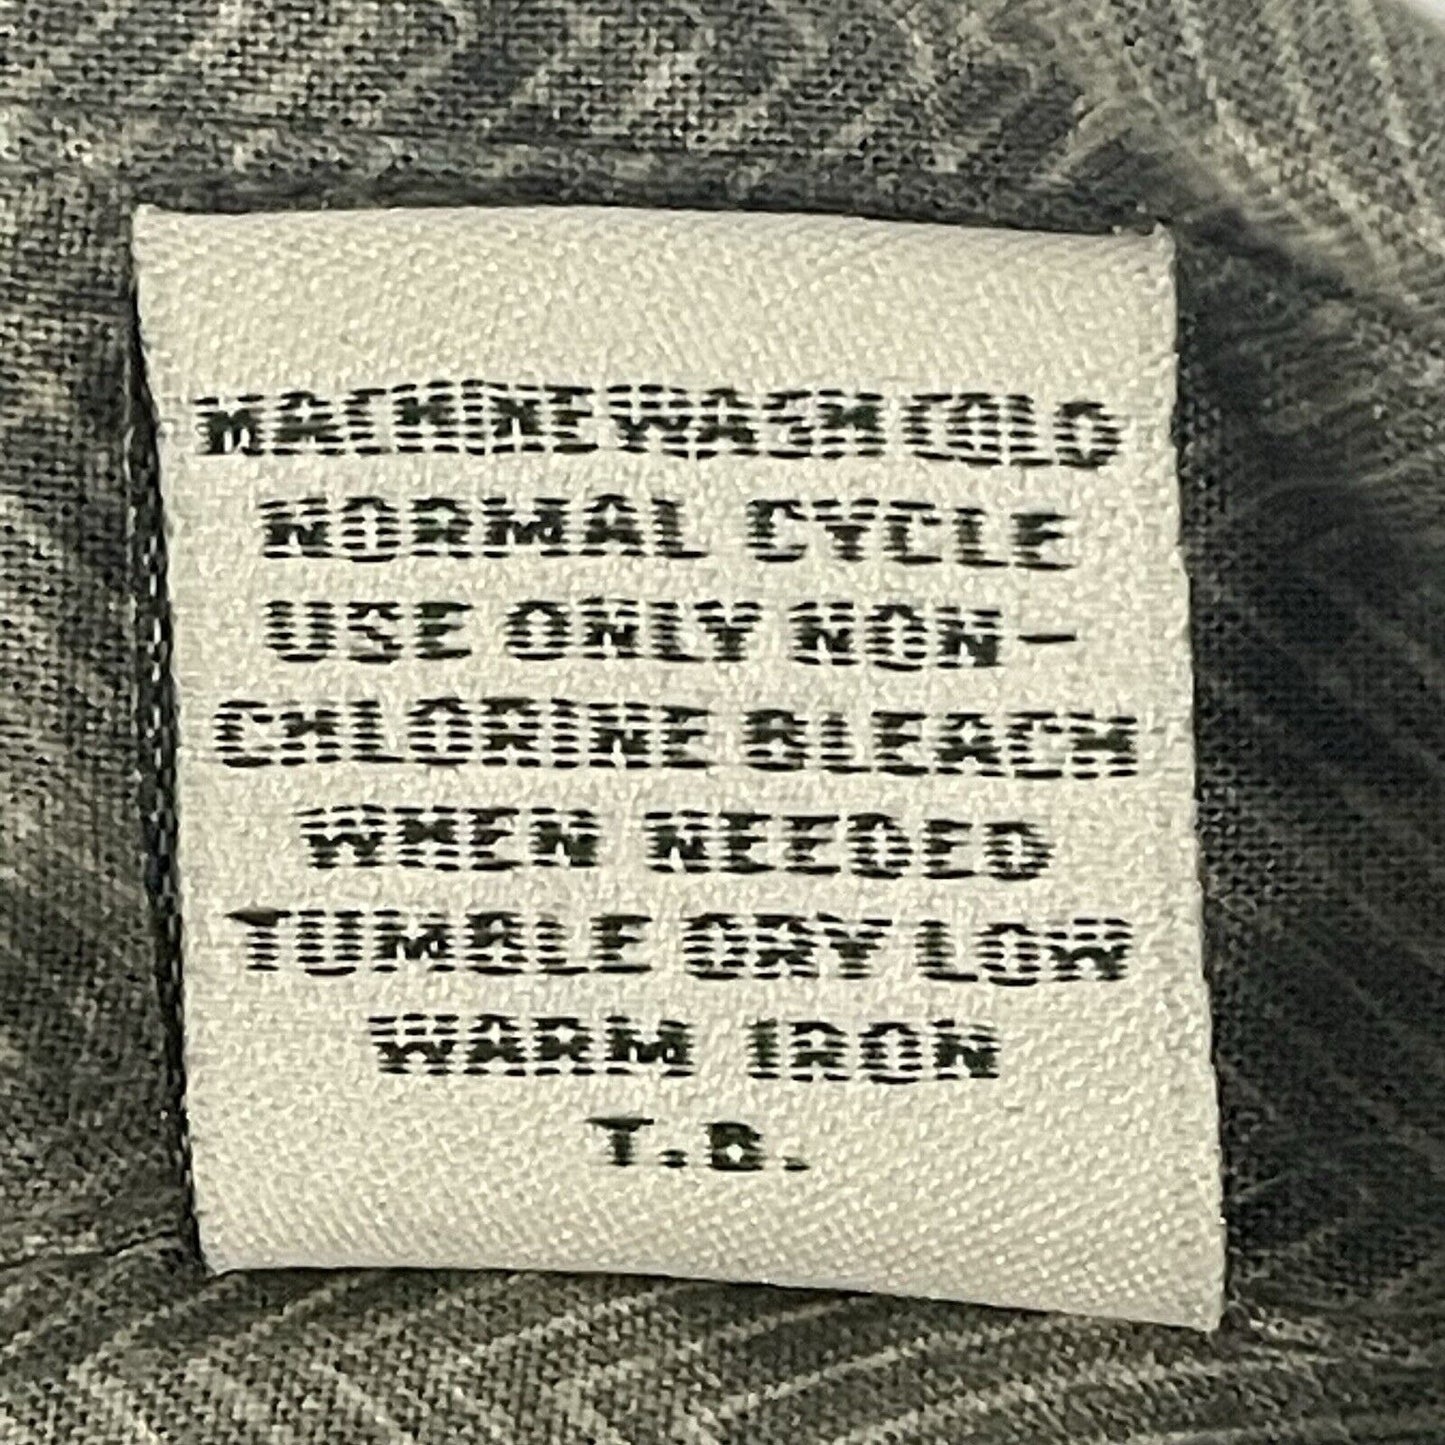 MACHINE WASH COLD
NORMAL CYCLE
USE ONLY NON-
CHLORINE BLEACH
WHEN NEEDED
TUMBLE DRY LOW
WARM IRON
T.B.